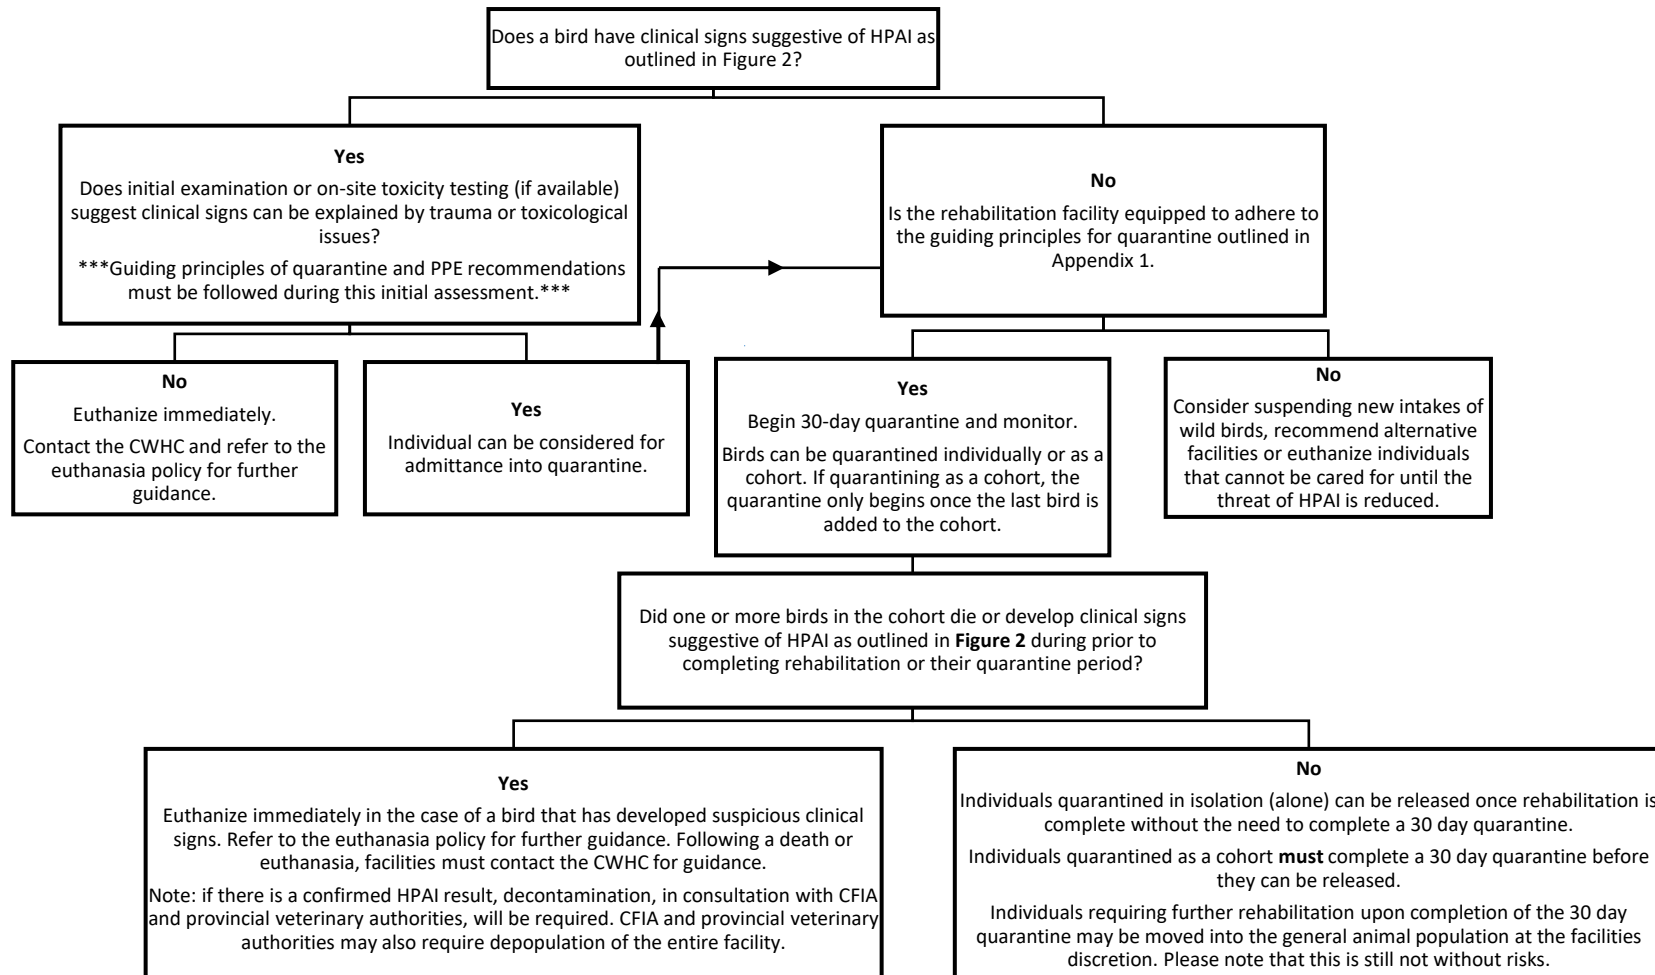 Does a bird have clinical signs suggestive of HPAI as
outlined in Figure 2?
Yes
Does initial examination or on-site toxicity testing (if available)
suggest clinical signs can be explained by trauma or toxicological
issues?
***Guiding principles of quarantine and PPE recommendations
must be followed during this initial assessment.***
No
Is the rehabilitation facility equipped to adhere to
the guiding principles for quarantine outlined in
Appendix 1.
No
Euthanize immediately.
Contact the CWHC and refer to the
euthanasia policy for further
guidance.
Yes
Individual can be considered for
admittance into quarantine.
Yes
Begin 30-day quarantine and monitor.
Birds can be quarantined individually or as a
cohort. If quarantining as a cohort, the
quarantine only begins once the last bird is
added to the cohort.
No
Consider suspending new intakes of
wild birds, recommend alternative
facilities or euthanize individuals
that cannot be cared for until the
threat of HPAI is reduced.
Did one or more birds in the cohort die or develop clinical signs
suggestive of HPAI as outlined in Figure 2 during prior to
completing rehabilitation or their quarantine period?
Yes
Euthanize immediately in the case of a bird that has developed suspicious clinical
signs. Refer to the euthanasia policy for further guidance. Following a death or
euthanasia, facilities must contact the CWHC for guidance.
Note: if there is a confirmed HPAI result, decontamination, in consultation with CFIA
and provincial veterinary authorities, will be required. CFIA and provincial veterinary
authorities may also require depopulation of the entire facility.
No
Individuals quarantined in isolation (alone) can be released once rehabilitation is
complete without the need to complete a 30 day quarantine.
Individuals quarantined as a cohort must complete a 30 day quarantine before
they can be released.
Individuals requiring further rehabilitation upon completion of the 30 day
quarantine may be moved into the general animal population at the facilities
discretion. Please note that this is still not without risks.